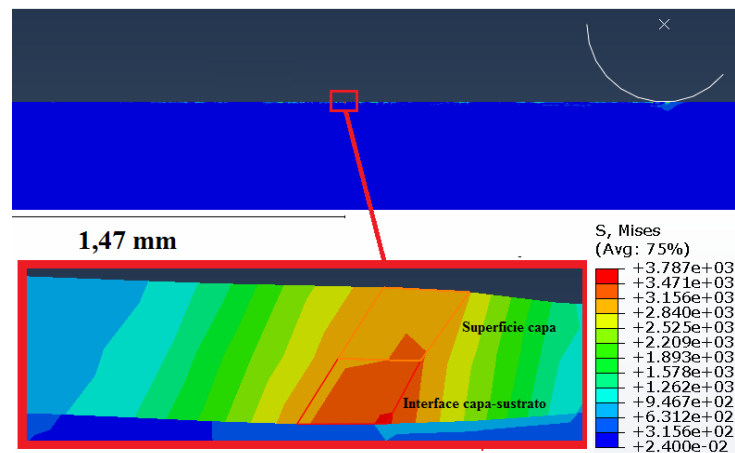 1,47 mm
S, Mises
(Avg: 75%)
+3.787e+03
+3.471e+03
+3.156e+03
+2.840e+03
+2.525e+03
+2.209e+03
+1.893e+03
+1.578e+03
+1.262e+03
+9.467e+02
+6.312e+02
+3.156e+02
+2.400e-02
Superficie capa
Interface capa-sustrato